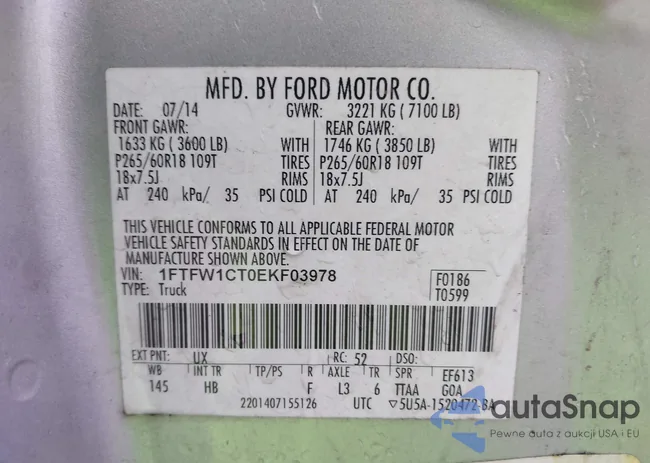 MFD. BY FORD MOTOR CO.
DATE: 07/14 GVWR: 3221 KG ( 7100 LB)
FRONT GAWR: REAR GAWR:
1633 KG ( 3600 LB) WITH 1746 KG ( 3850 LB) WITH
P265/60R18 109T TIRES P265/60R18 109T TIRES
18x7.5J RIMS 18x7.5J RIMS
AT 240 kPa/ 35 PSI COLD AT 240 kPa/ 35 PSI COLD
THIS VEHICLE CONFORMS TO ALL APPLICABLE FEDERAL MOTOR
VEHICLE SAFETY STANDARDS IN EFFECT ON THE DATE OF
MANUFACTURE SHOWN ABOVE.
VIN: 1FTFW1CT0EKF03978 F0186
TYPE: Truck T0599
EXT PNT: UX RC: 52 DSO:
WB INT TR TP/PS R AXLE TR SPR EF613
145 HB F L3 6 TTAA GOA
2201407155126 UTC ▽5U5A-1520472-BA
autaSnap
Pewne auta z aukcji USA i EU